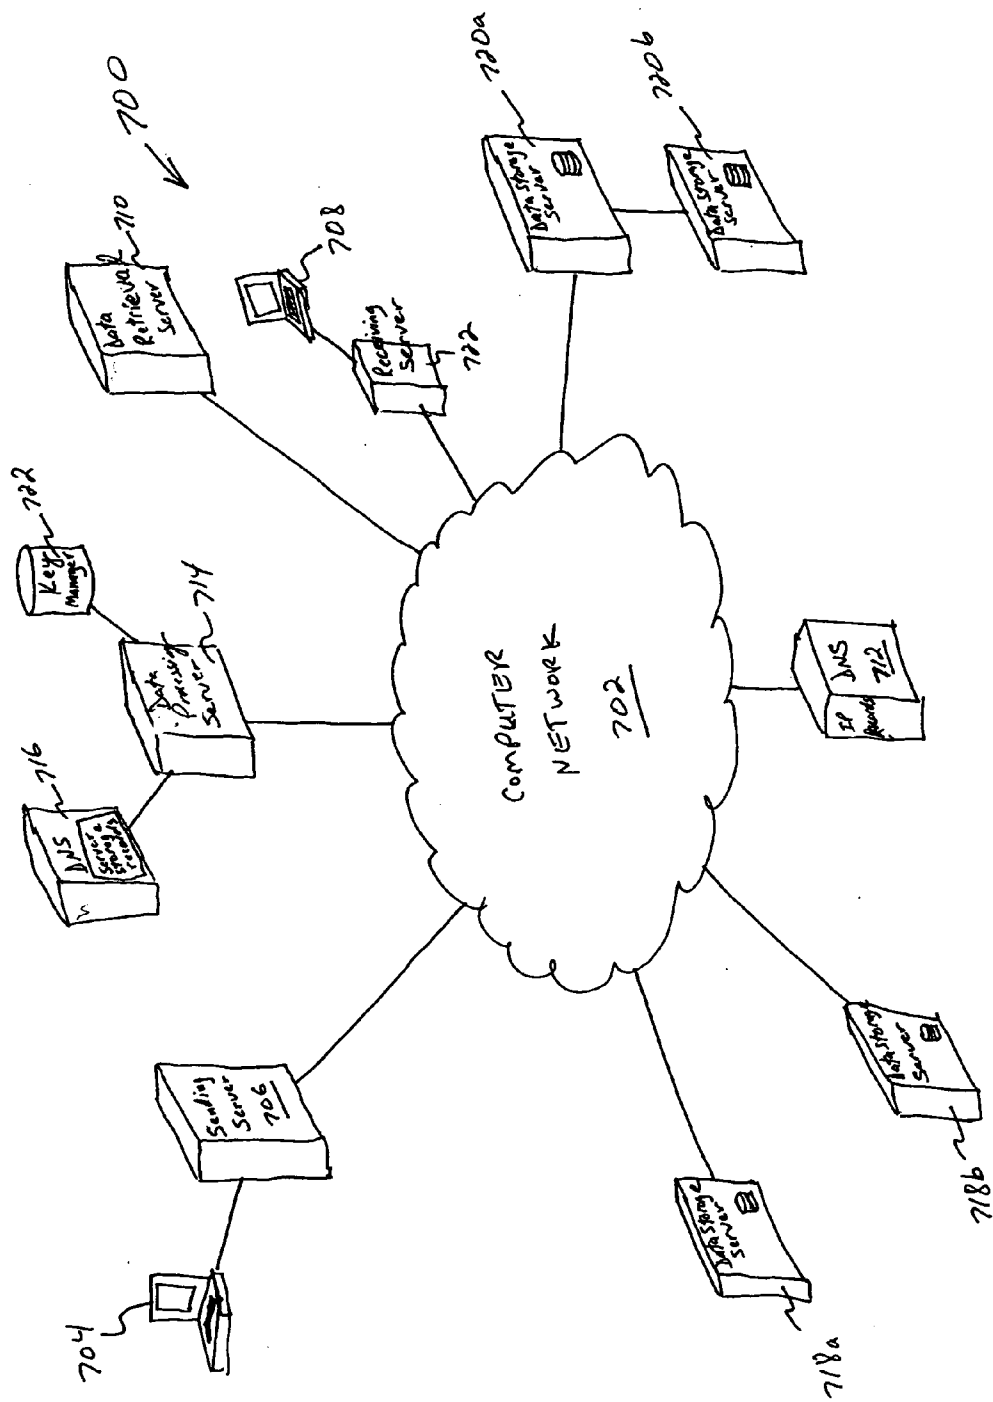 704
Sending
Server
706
716
DNS
Server
storage
records
722
Key
Manager
Data
Processing
Server
714
Data
Retrieval
Server
710
700
708
Receiving
Server
722
COMPUTER
NETWORK
702
720a
Data Storage
Server
720b
Data Storage
Server
718a
Data Storage
Server
718b
Data Storage
Server
IP
Records
DNS
712